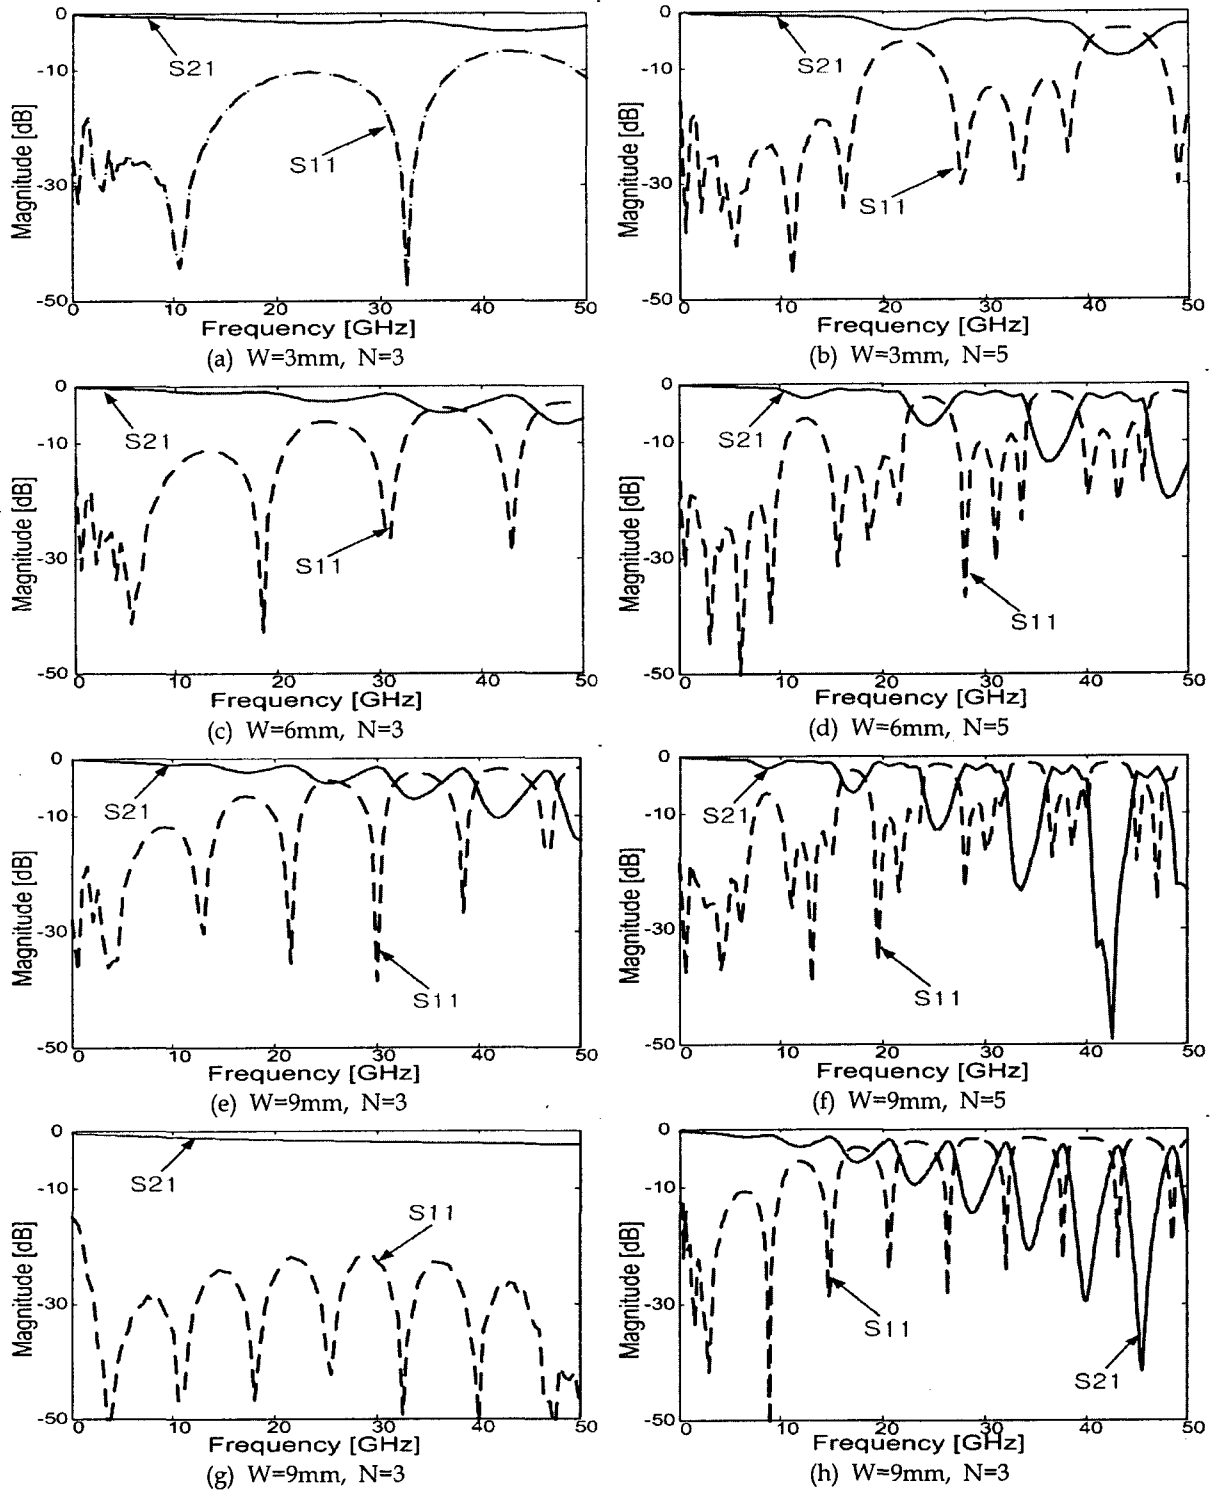 0
-10
-30
-50
Magnitude [dB]
S21
S11
0 10 20 30 40 50
Frequency [GHz]
(a) W=3mm, N=3
0
-10
-30
-50
Magnitude [dB]
S21
S11
0 10 20 30 40 50
Frequency [GHz]
(b) W=3mm, N=5
0
-10
-30
-50
Magnitude [dB]
S21
S11
0 10 20 30 40 50
Frequency [GHz]
(c) W=6mm, N=3
0
-10
-30
-50
Magnitude [dB]
S21
S11
0 10 20 30 40 50
Frequency [GHz]
(d) W=6mm, N=5
0
-10
-30
-50
Magnitude [dB]
S21
S11
0 10 20 30 40 50
Frequency [GHz]
(e) W=9mm, N=3
0
-10
-30
-50
Magnitude [dB]
S21
S11
0 10 20 30 40 50
Frequency [GHz]
(f) W=9mm, N=5
0
-10
-30
-50
Magnitude [dB]
S21
S11
0 10 20 30 40 50
Frequency [GHz]
(g) W=9mm, N=3
0
-10
-30
-50
Magnitude [dB]
S11
S21
0 10 20 30 40 50
Frequency [GHz]
(h) W=9mm, N=3